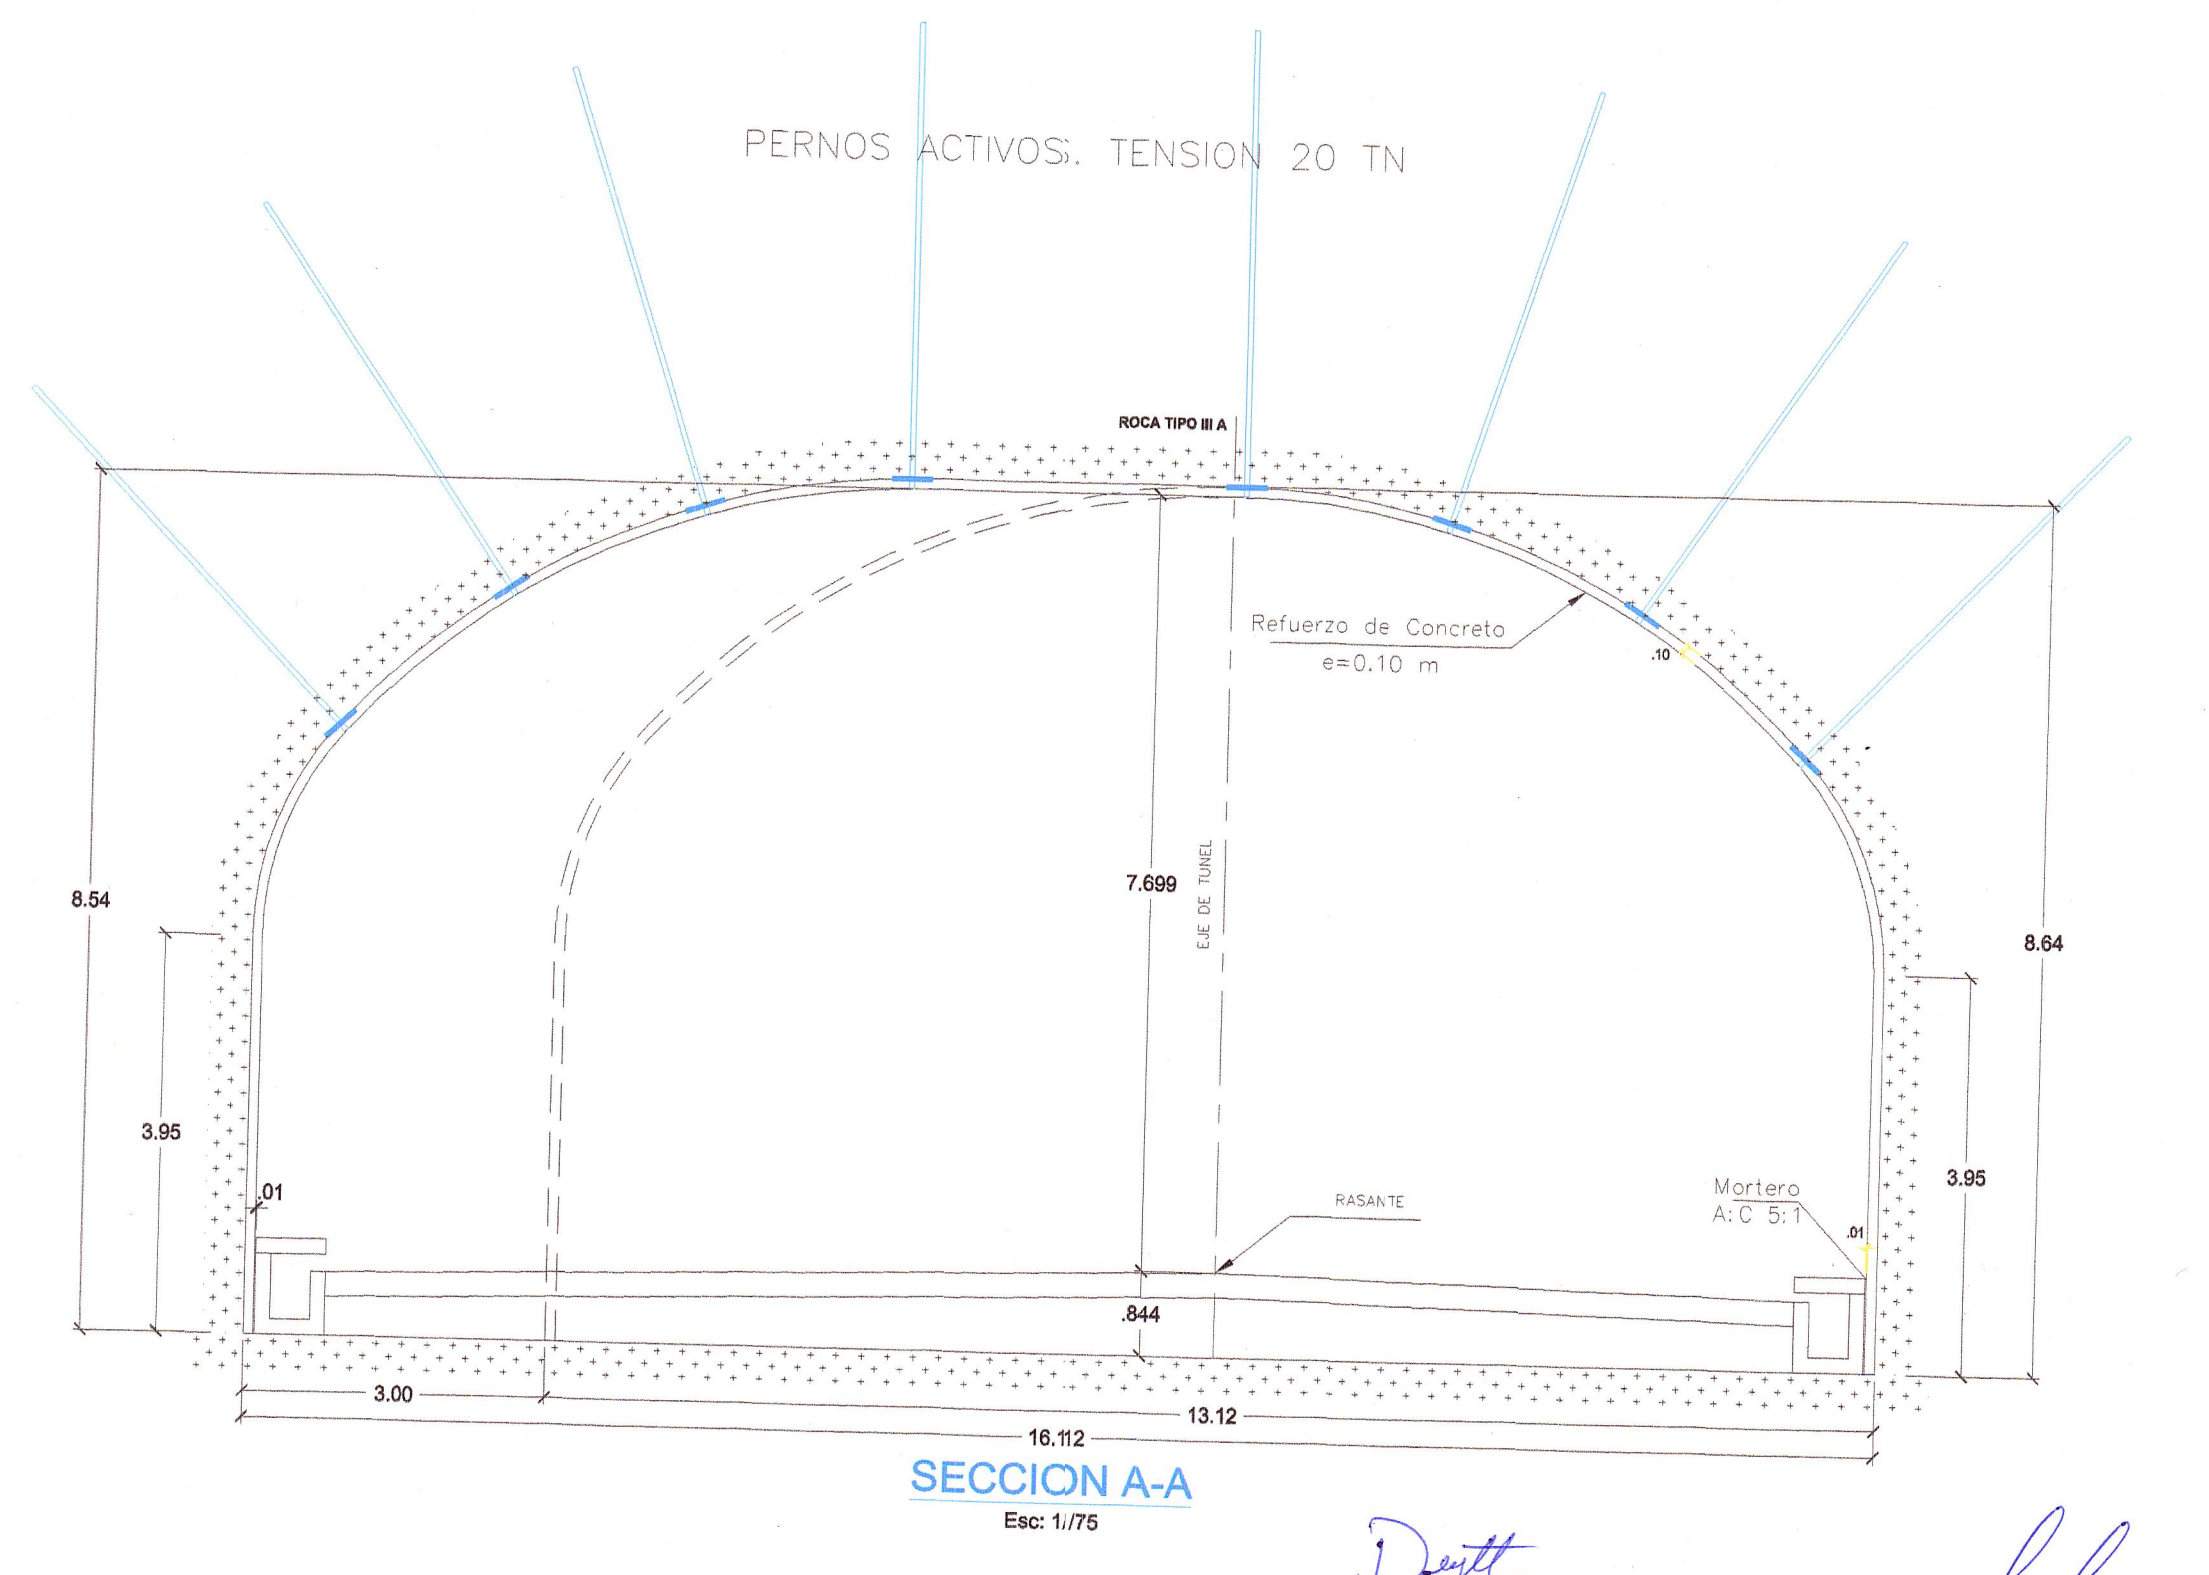 PERNOS ACTIVOS. TENSION 20 TN
ROCA TIPO III A
Refuerzo de Concreto
e=0.10 m
.10
8.54
7.699
EJE DE TUNEL
8.64
3.95
3.95
.01
RASANTE
Mortero
A:C 5:1
.01
.844
3.00
13.12
16.112
SECCION A-A
Esc: 1/75